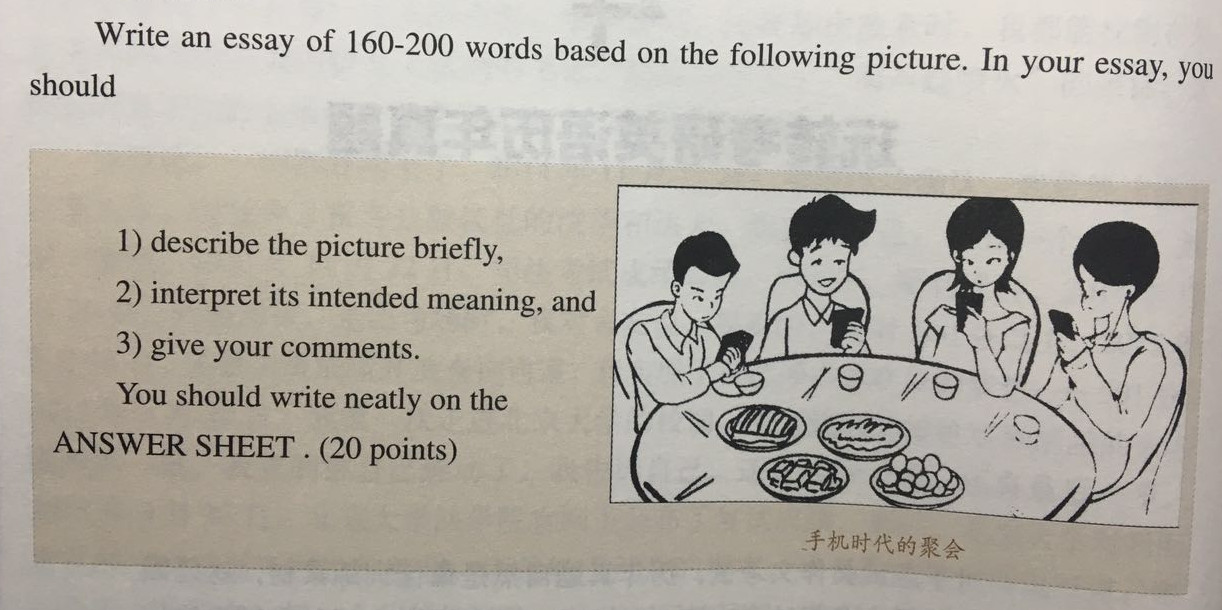 Write an essay of 160-200 words based on the following picture. In your essay, you
should
1) describe the picture briefly,
2) interpret its intended meaning, and
3) give your comments.
You should write neatly on the
ANSWER SHEET . (20 points)
手机时代的聚会